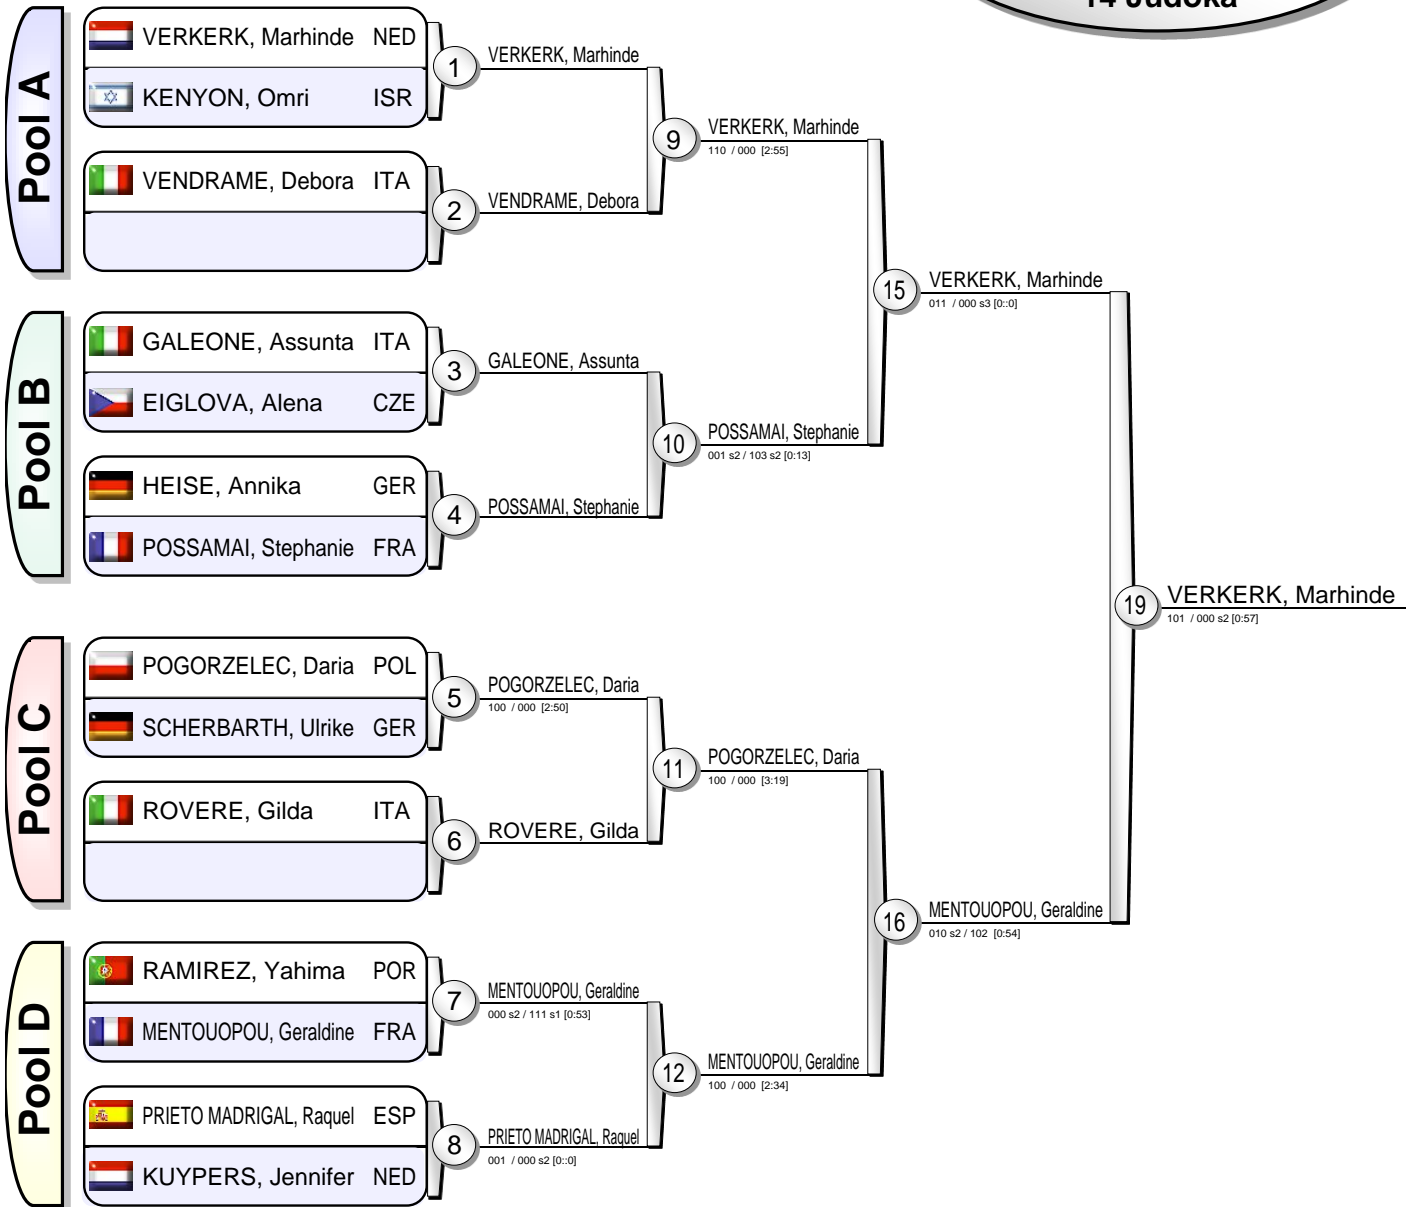 14 Judoka
Pool A
VERKERK, Marhinde NED
KENYON, Omri ISR
1
VERKERK, Marhinde
VENDRAME, Debora ITA
2
VENDRAME, Debora
9
VERKERK, Marhinde
110 / 000 [2:55]
Pool B
GALEONE, Assunta ITA
EIGLOVA, Alena CZE
3
GALEONE, Assunta
HEISE, Annika GER
POSSAMAI, Stephanie FRA
4
POSSAMAI, Stephanie
10
POSSAMAI, Stephanie
001 s2 / 103 s2 [0:13]
15
VERKERK, Marhinde
011 / 000 s3 [0::0]
Pool C
POGORZELEC, Daria POL
SCHERBARTH, Ulrike GER
5
POGORZELEC, Daria
100 / 000 [2:50]
ROVERE, Gilda ITA
6
ROVERE, Gilda
11
POGORZELEC, Daria
100 / 000 [3:19]
Pool D
RAMIREZ, Yahima POR
MENTOUOPOU, Geraldine FRA
7
MENTOUOPOU, Geraldine
000 s2 / 111 s1 [0:53]
PRIETO MADRIGAL, Raquel ESP
KUYPERS, Jennifer NED
8
PRIETO MADRIGAL, Raquel
001 / 000 s2 [0::0]
12
MENTOUOPOU, Geraldine
100 / 000 [2:34]
16
MENTOUOPOU, Geraldine
010 s2 / 102 [0:54]
19
VERKERK, Marhinde
101 / 000 s2 [0:57]